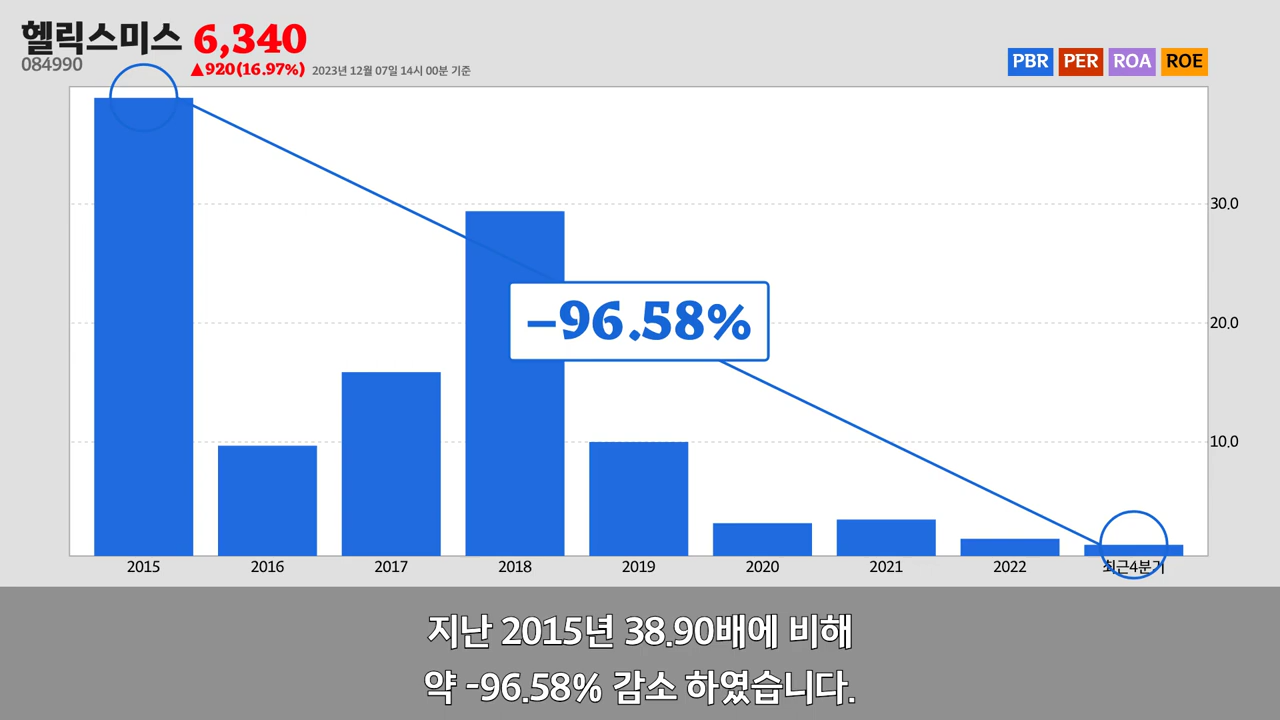 헬릭스미스 6,340
084990
▲920(16.97%) 2023년 12월 07일 14시 00분 기준
PBR PER ROA ROE
30.0
20.0
10.0
-96.58%
2015 2016 2017 2018 2019 2020 2021 2022 최근4분기
지난 2015년 38.90배에 비해
약 -96.58% 감소 하였습니다.